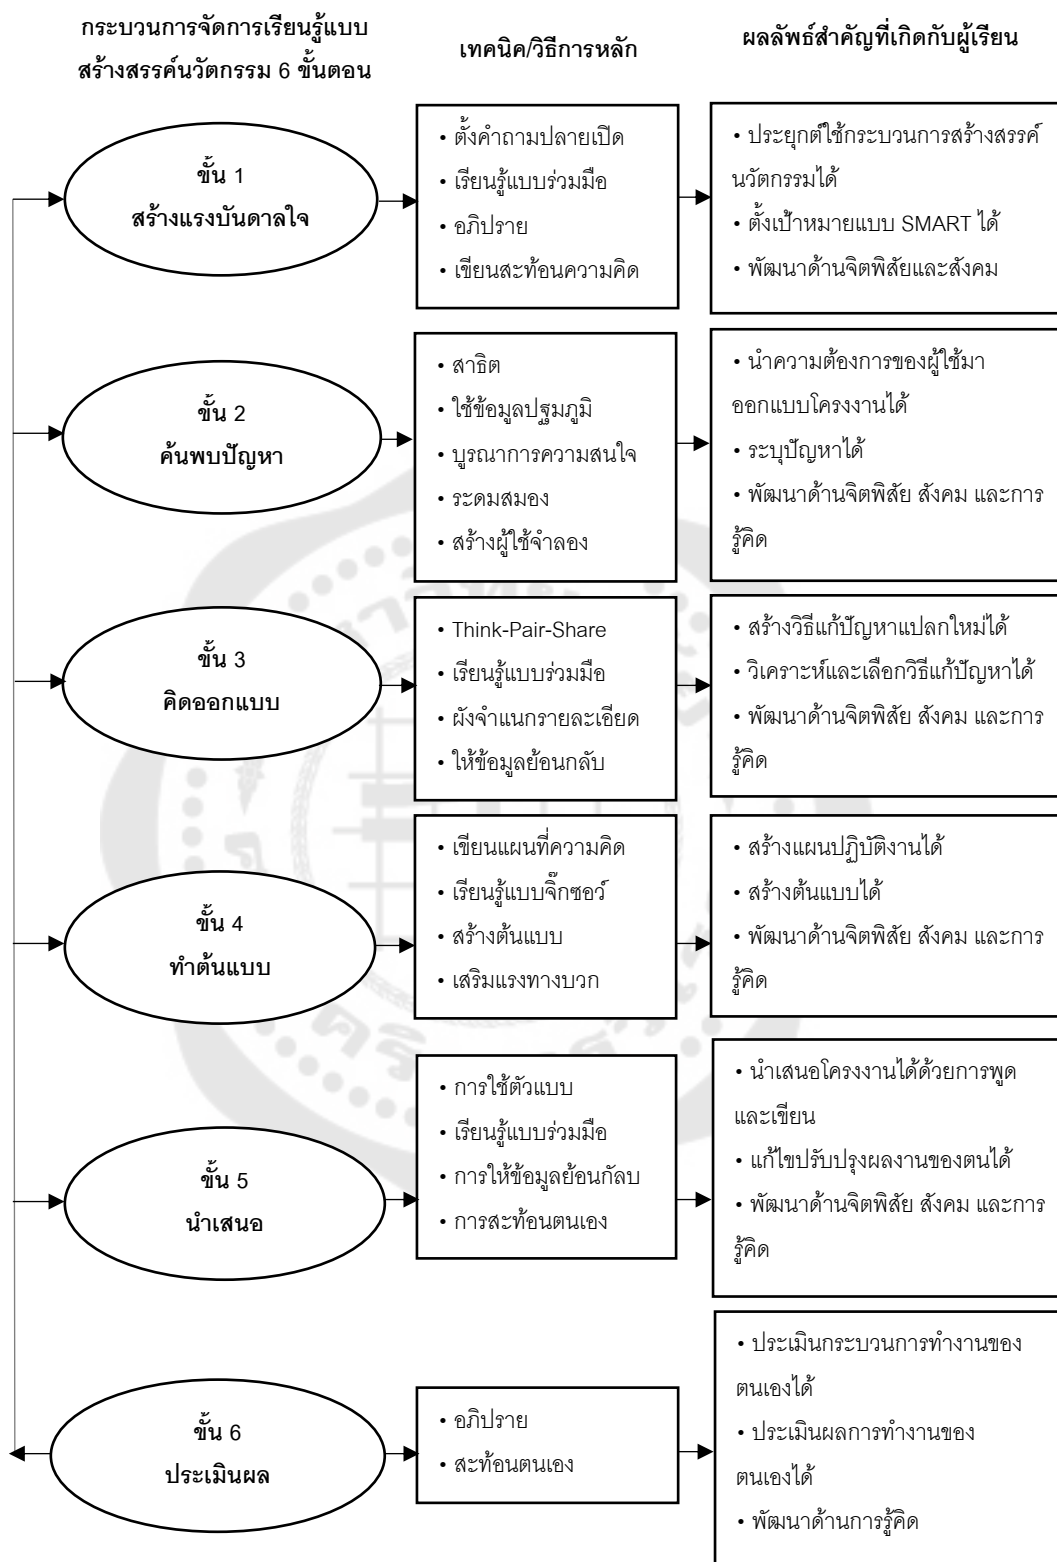 กระบวนการจัดการเรียนรู้แบบ
สร้างสรรค์นวัตกรรม 6 ขั้นตอน
เทคนิค/วิธีการหลัก
ผลลัพธ์สำคัญที่เกิดกับผู้เรียน
ขั้น 1
สร้างแรงบันดาลใจ
• ตั้งคำถามปลายเปิด
• เรียนรู้แบบร่วมมือ
• อภิปราย
• เขียนสะท้อนความคิด
• ประยุกต์ใช้กระบวนการสร้างสรรค์
นวัตกรรมได้
• ตั้งเป้าหมายแบบ SMART ได้
• พัฒนาด้านจิตพิสัยและสังคม
ขั้น 2
ค้นพบปัญหา
• สาธิต
• ใช้ข้อมูลปฐมภูมิ
• บูรณาการความสนใจ
• ระดมสมอง
• สร้างผู้ใช้จำลอง
• นำความต้องการของผู้ใช้มา
ออกแบบโครงงานได้
• ระบุปัญหาได้
• พัฒนาด้านจิตพิสัย สังคม และการ
รู้คิด
ขั้น 3
คิดออกแบบ
• Think-Pair-Share
• เรียนรู้แบบร่วมมือ
• ผังจำแนกรายละเอียด
• ให้ข้อมูลย้อนกลับ
• สร้างวิธีแก้ปัญหาแปลกใหม่ได้
• วิเคราะห์และเลือกวิธีแก้ปัญหาได้
• พัฒนาด้านจิตพิสัย สังคม และการ
รู้คิด
ขั้น 4
ทำต้นแบบ
• เขียนแผนที่ความคิด
• เรียนรู้แบบจิ๊กซอว์
• สร้างต้นแบบ
• เสริมแรงทางบวก
• สร้างแผนปฏิบัติงานได้
• สร้างต้นแบบได้
• พัฒนาด้านจิตพิสัย สังคม และการ
รู้คิด
ขั้น 5
นำเสนอ
• การใช้ตัวแบบ
• เรียนรู้แบบร่วมมือ
• การให้ข้อมูลย้อนกัลบ
• การสะท้อนตนเอง
• นำเสนอโครงงานได้ด้วยการพูด
และเขียน
• แก้ไขปรับปรุงผลงานของตนได้
• พัฒนาด้านจิตพิสัย สังคม และการ
รู้คิด
ขั้น 6
ประเมินผล
• อภิปราย
• สะท้อนตนเอง
• ประเมินกระบวนการทำงานของ
ตนเองได้
• ประเมินผลการทำงานของ
ตนเองได้
• พัฒนาด้านการรู้คิด